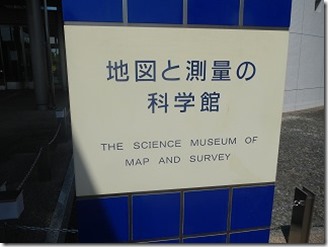 地図と測量の
科学館
THE SCIENCE MUSEUM OF
MAP AND SURVEY